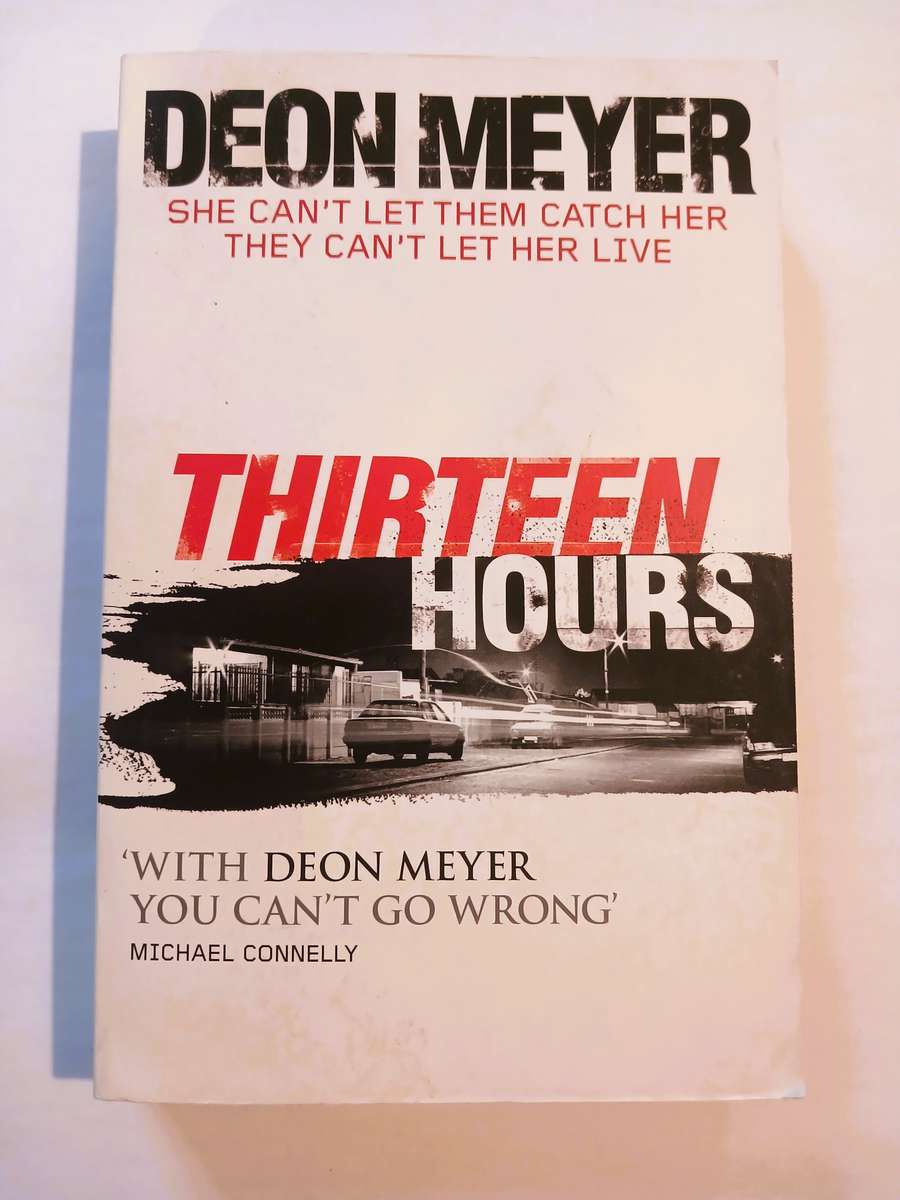 DEON MEYER
SHE CAN'T LET THEM CATCH HER
THEY CAN'T LET HER LIVE
THIRTEEN
HOURS
'WITH DEON MEYER
YOU CAN'T GO WRONG'
MICHAEL CONNELLY